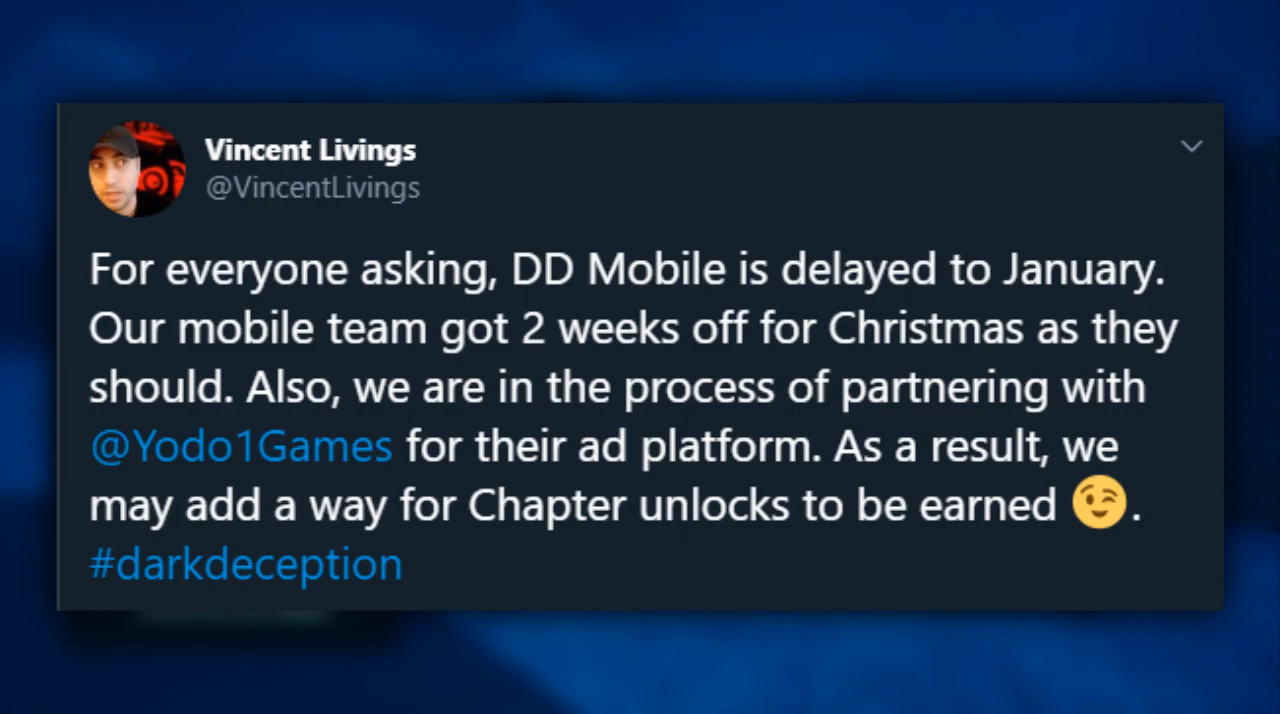 Vincent Livings
@VincentLivings
For everyone asking, DD Mobile is delayed to January.
Our mobile team got 2 weeks off for Christmas as they
should. Also, we are in the process of partnering with
@Yodo1Games for their ad platform. As a result, we
may add a way for Chapter unlocks to be earned 😉.
#darkdeception